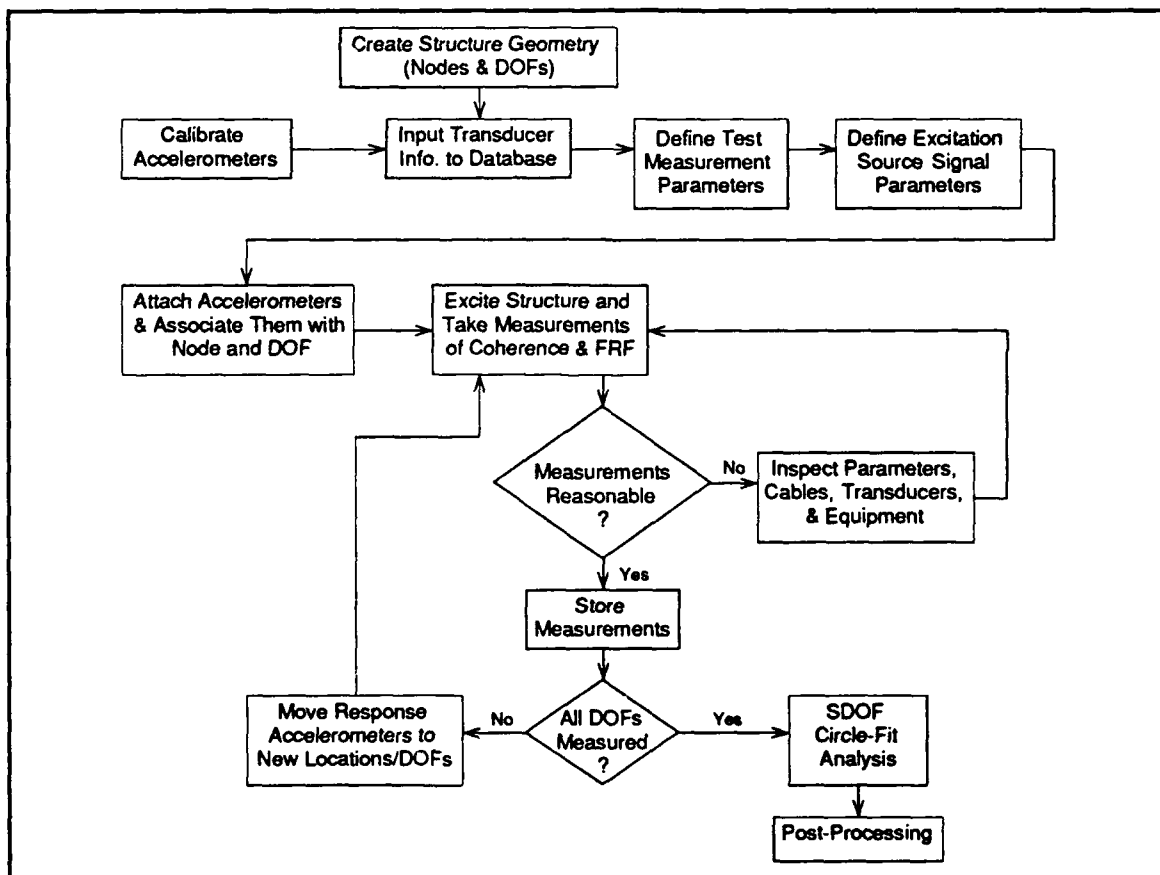 Create Structure Geometry
(Nodes & DOFs)
Calibrate
Accelerometers
Input Transducer
Info. to Database
Define Test
Measurement
Parameters
Define Excitation
Source Signal
Parameters
Attach Accelerometers
& Associate Them with
Node and DOF
Excite Structure and
Take Measurements
of Coherence & FRF
Measurements
Reasonable
?
No
Inspect Parameters,
Cables, Transducers,
& Equipment
Yes
Store
Measurements
Move Response
Accelerometers to
New Locations/DOFs
No
All DOFs
Measured
?
Yes
SDOF
Circle-Fit
Analysis
Post-Processing